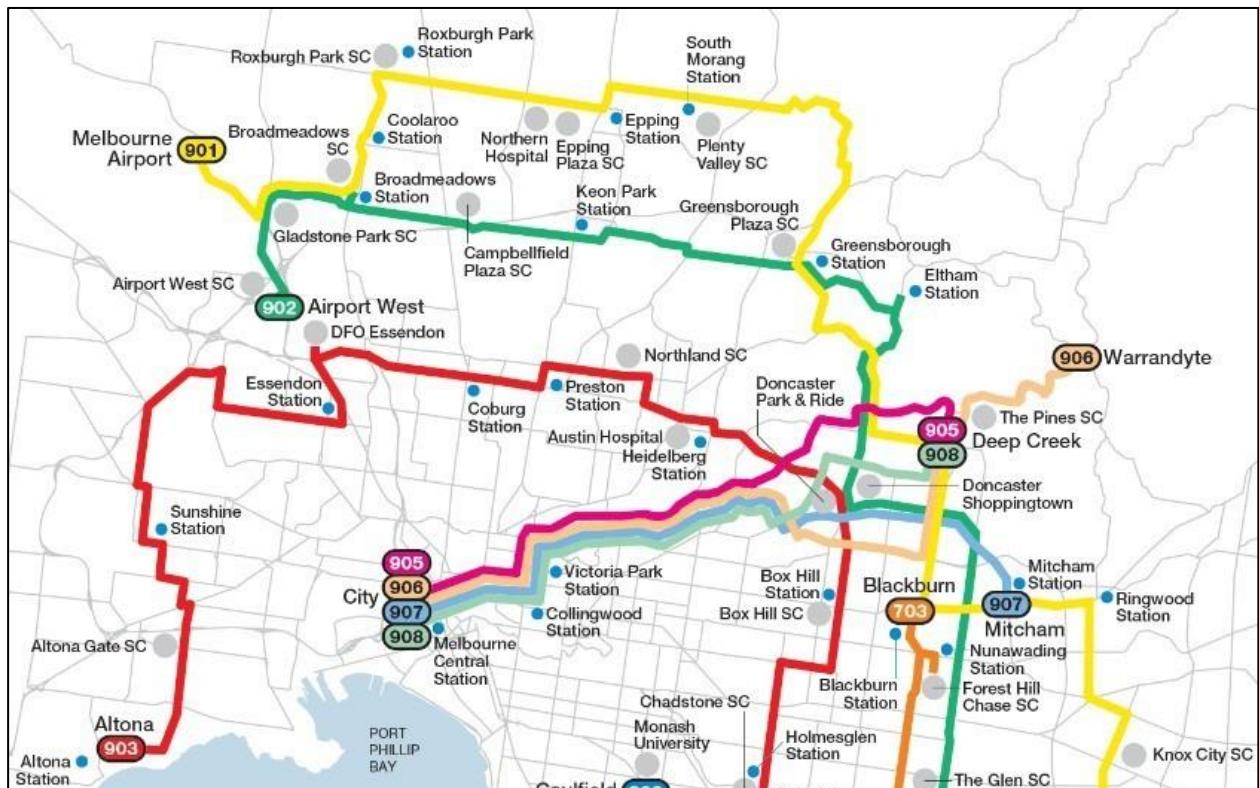 Roxburgh Park SC
Roxburgh Park
Station
South
Morang
Station
Melbourne
Airport
901
Broadmeadows
SC
Coolaroo
Station
Northern
Hospital
Epping
Plaza SC
Epping
Station
Plenty
Valley SC
Broadmeadows
Station
Keon Park
Station
Greensborough
Plaza SC
Gladstone Park SC
Campbellfield
Plaza SC
Greensborough
Station
Eltham
Station
Airport West SC
902
Airport West
DFO Essendon
Northland SC
906
Warrandyte
Essendon
Station
Coburg
Station
Preston
Station
Doncaster
Park & Ride
The Pines SC
Austin Hospital
Heidelberg
Station
905
908
Deep Creek
Doncaster
Shoppingtown
Sunshine
Station
City
905
906
907
908
Victoria Park
Station
Collingwood
Station
Melbourne
Central
Station
Box Hill
Station
Box Hill SC
Blackburn
703
Mitcham
Station
907
Mitcham
Ringwood
Station
Altona Gate SC
Nunawading
Station
Blackburn
Station
Forest Hill
Chase SC
Altona
903
Altona
Station
PORT
PHILLIP
BAY
Chadstone SC
Monash
University
Holmesglen
Station
Knox City SC
The Glen SC
Caulfield